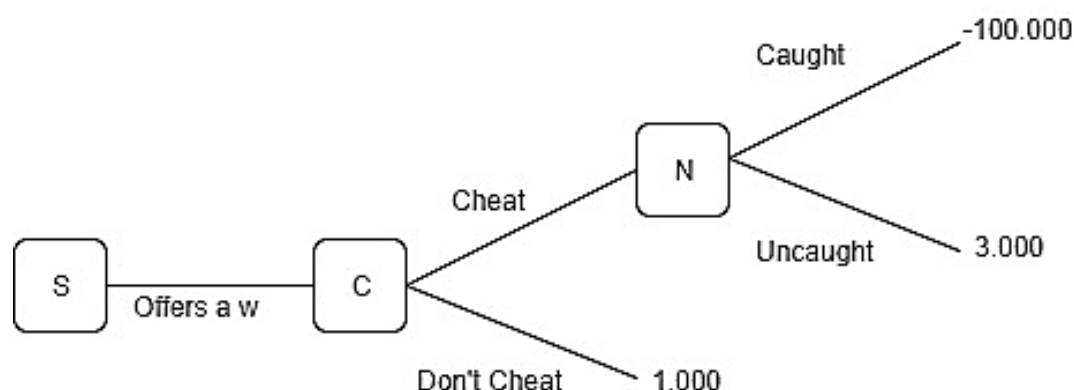 -100.000
Caught
N
Cheat
Uncaught
3.000
S
C
Offers a w
Don't Cheat
1.000